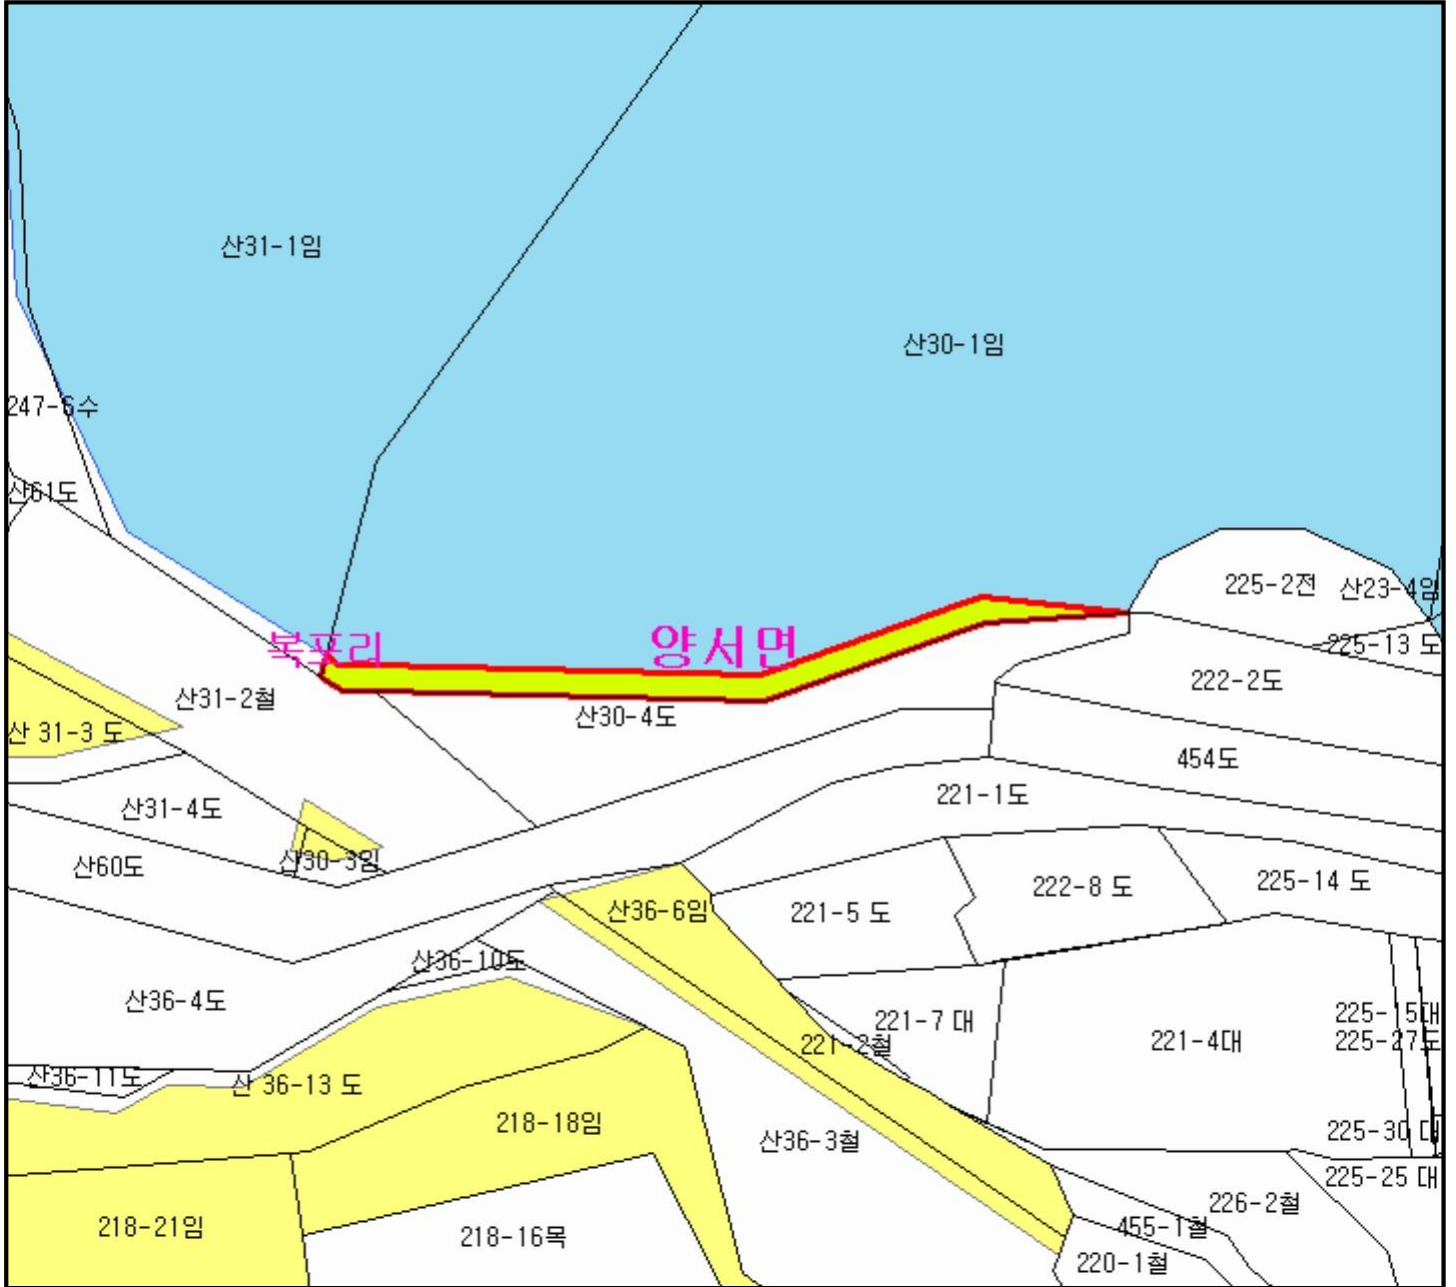 산31-1임
산30-1임
247-6수
산61도
225-2전
산23-4임
225-13 도
복포리
양서면
222-2도
산31-2철
산30-4도
산 31-3 도
454도
221-1도
산31-4도
산30-3임
산60도
222-8 도
225-14 도
산36-6임
221-5 도
산36-10도
산36-4도
221-7 대
221-2철
221-4대
225-15대
225-27도
산36-11도
산 36-13 도
218-18임
산36-3철
225-30 대
225-25 대
226-2철
218-21임
218-16목
455-1철
220-1철